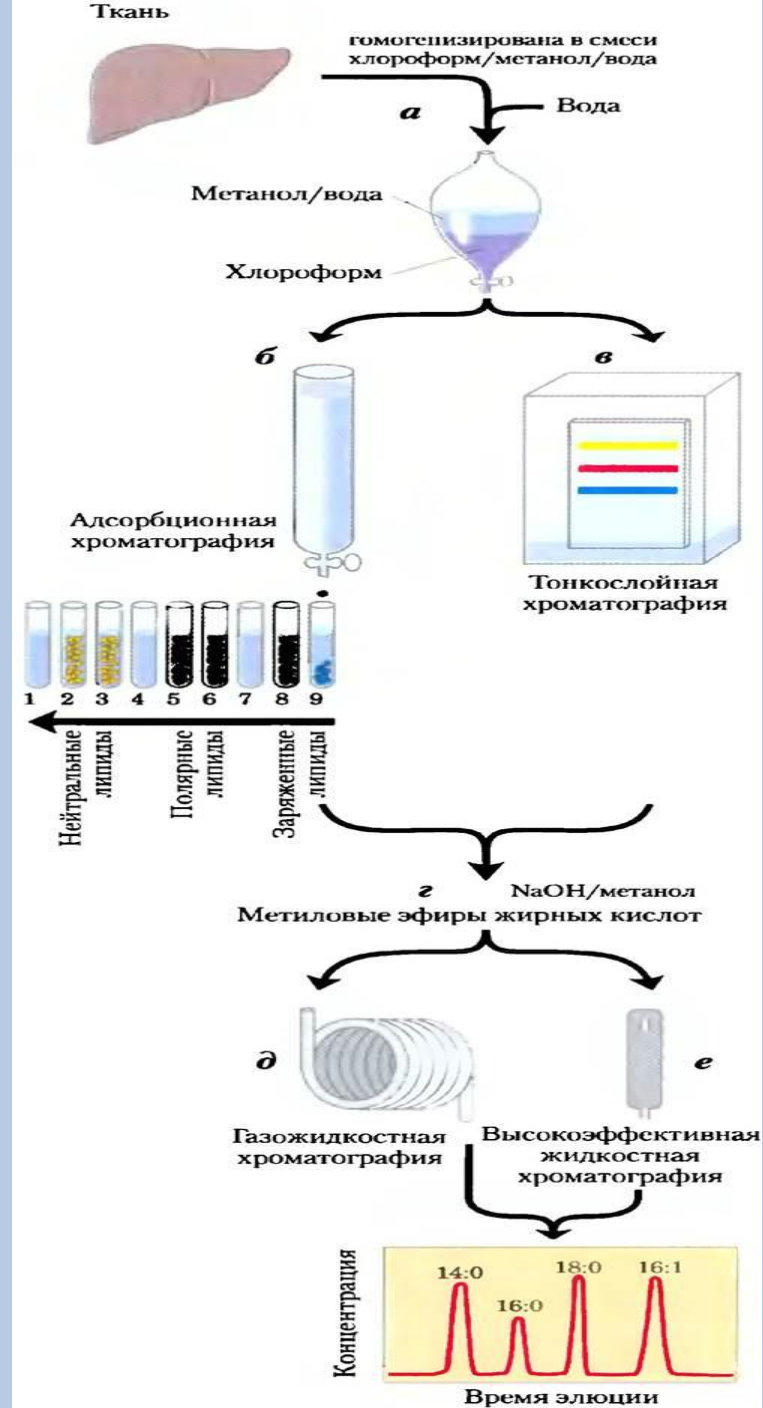 Ткань
гомогенизирована в смеси
хлороформ/метанол/вода
а
Вода
Метанол/вода
Хлороформ
б
в
Адсорбционная
хроматография
Тонкослойная
хроматография
1 2 3 4 5 6 7 8 9
Нейтральные
липиды
Полярные
липиды
Заряженные
липиды
г NaOH/метанол
Метиловые эфиры жирных кислот
д
е
Газожидкостная
хроматография
Высокоэффективная
жидкостная
хроматография
Концентрация
14:0
16:0
18:0
16:1
Время элюции